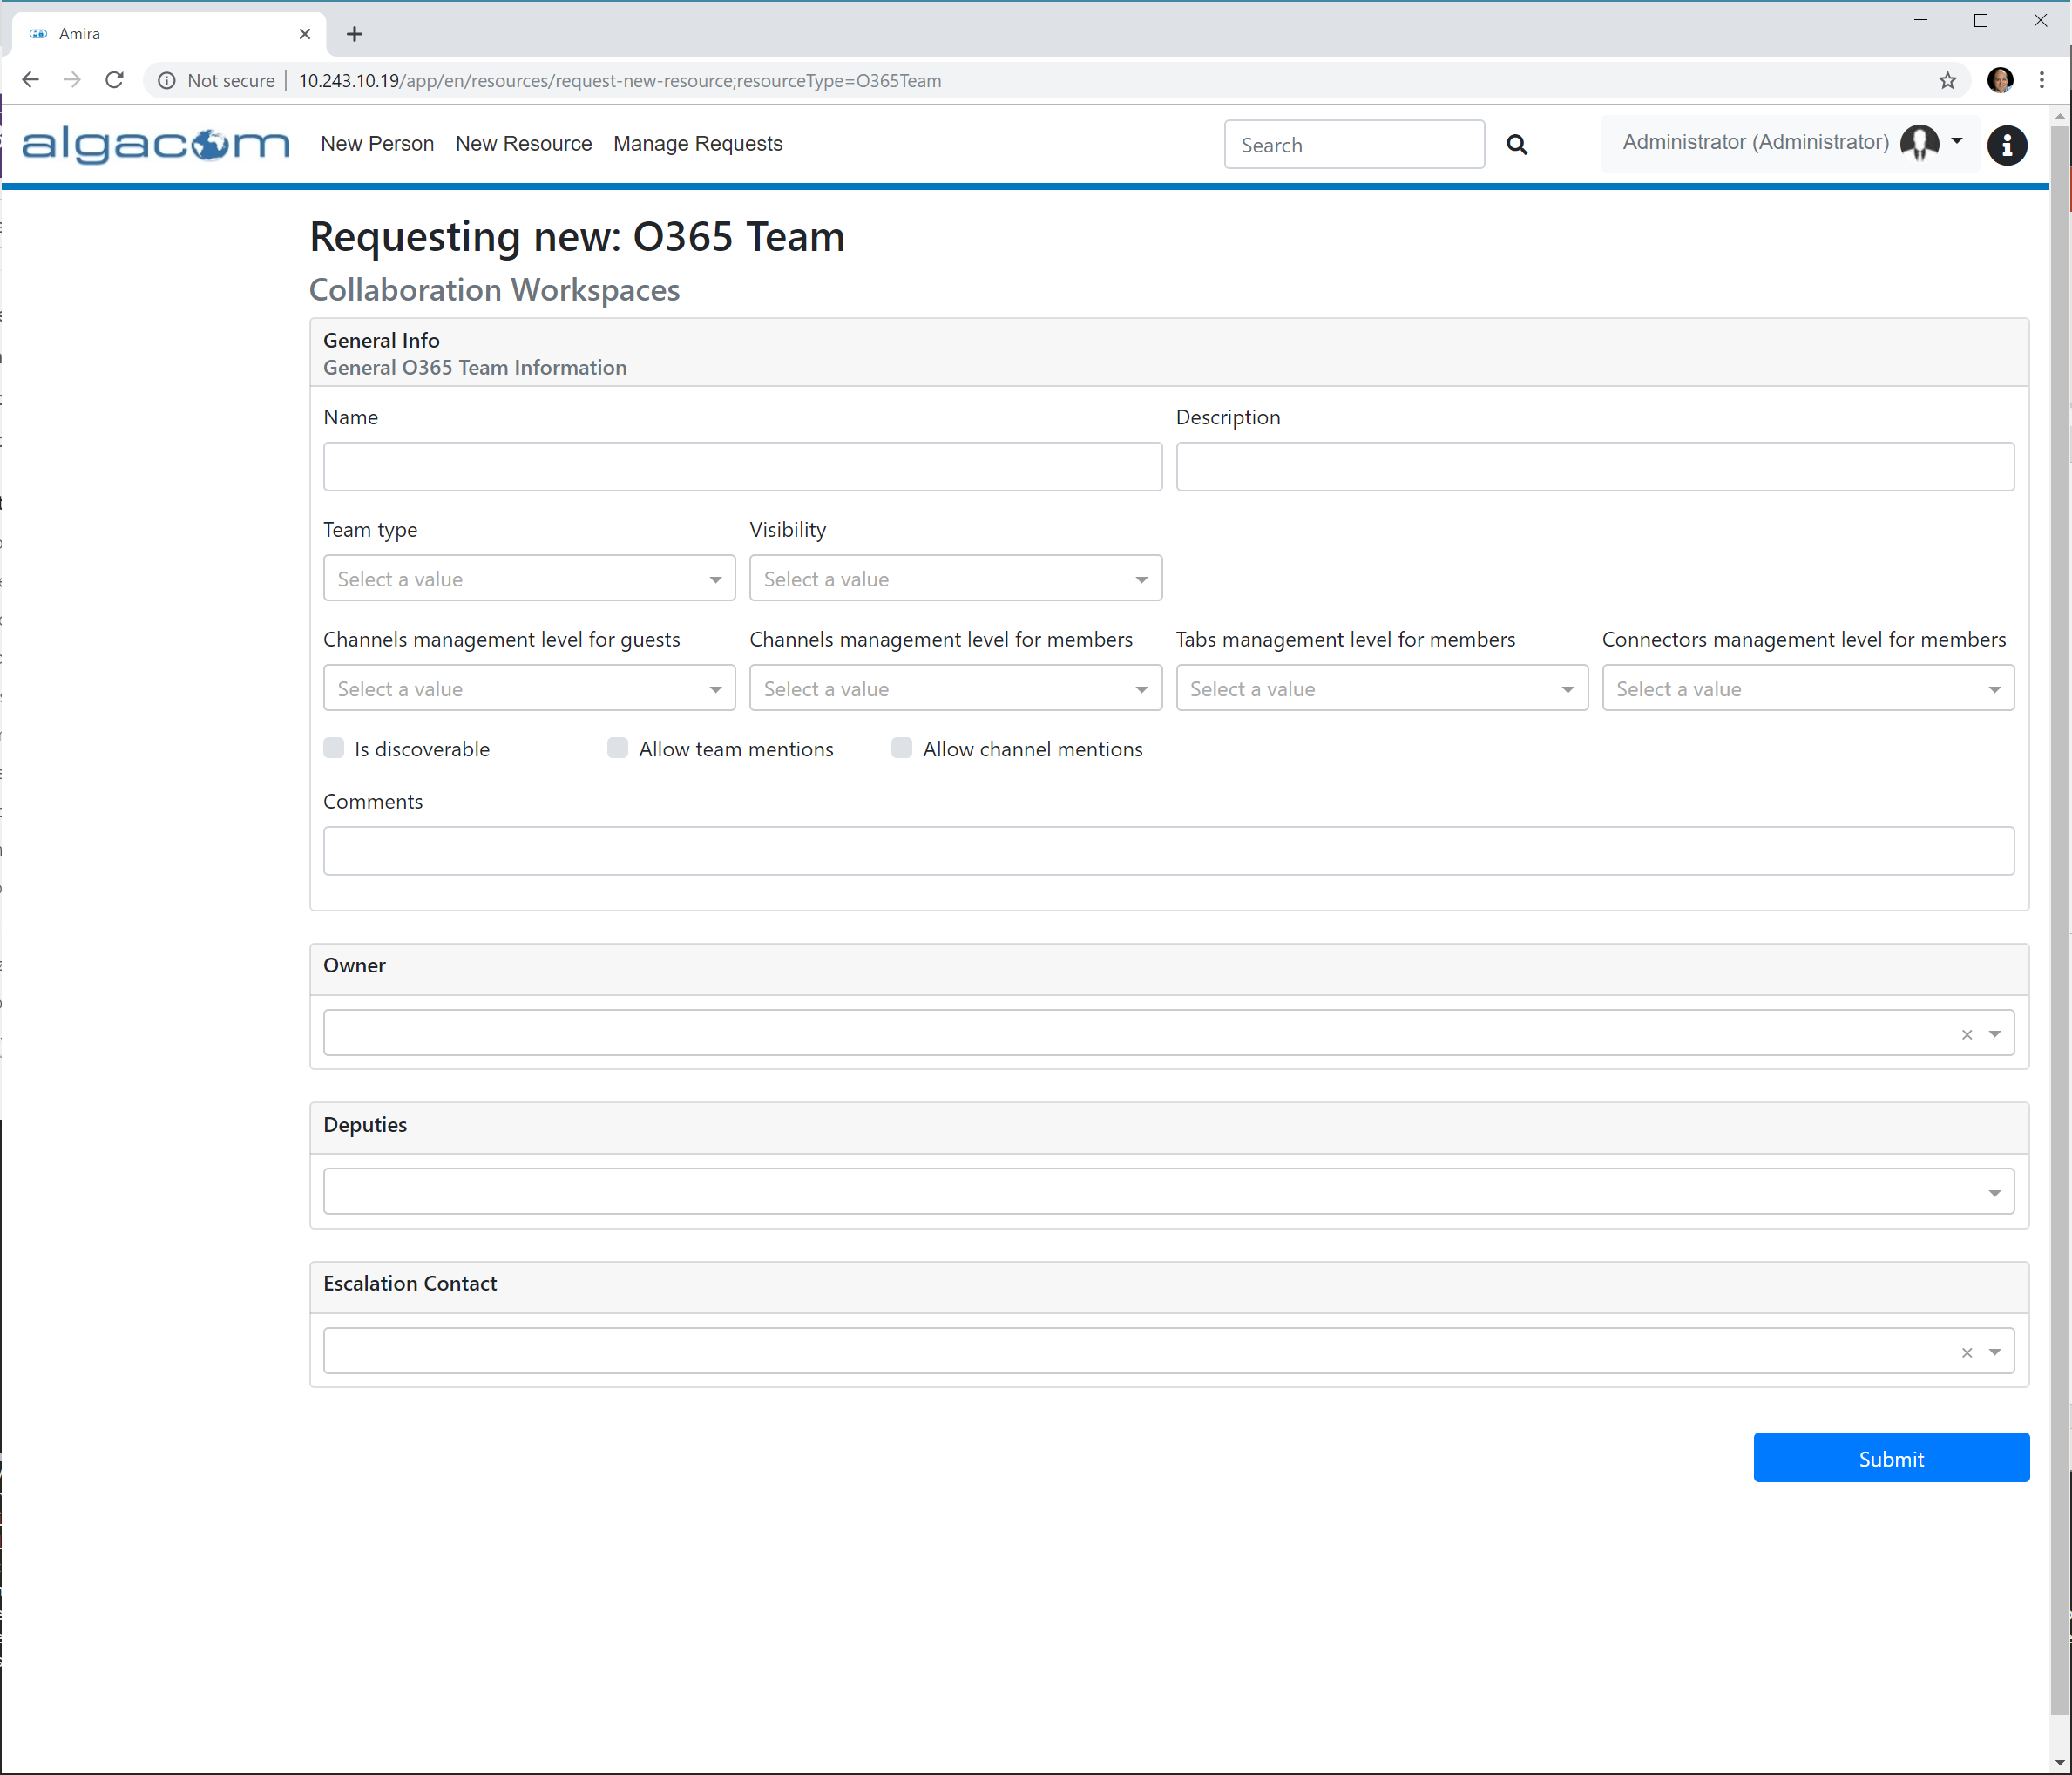 Amira
Not secure 10.243.10.19/app/en/resources/request-new-resource;resourceType=O365Team
algacom New Person New Resource Manage Requests Search Administrator (Administrator)
Requesting new: O365 Team
Collaboration Workspaces
General Info
General O365 Team Information
Name Description
Team type Visibility
Select a value Select a value
Channels management level for guests Channels management level for members Tabs management level for members Connectors management level for members
Select a value Select a value Select a value Select a value
Is discoverable Allow team mentions Allow channel mentions
Comments
Owner
Deputies
Escalation Contact
Submit